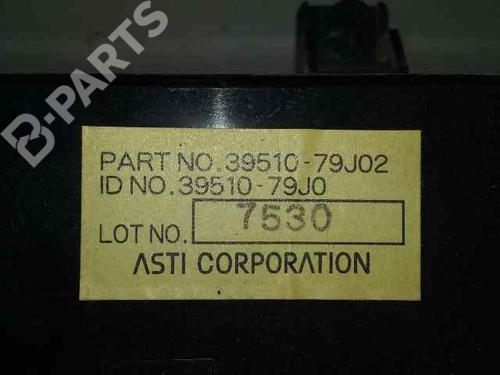 B-PARTS
PART NO.39510-79J02
ID NO.39510-79J0
LOT NO. 7530
ASTI CORPORATION